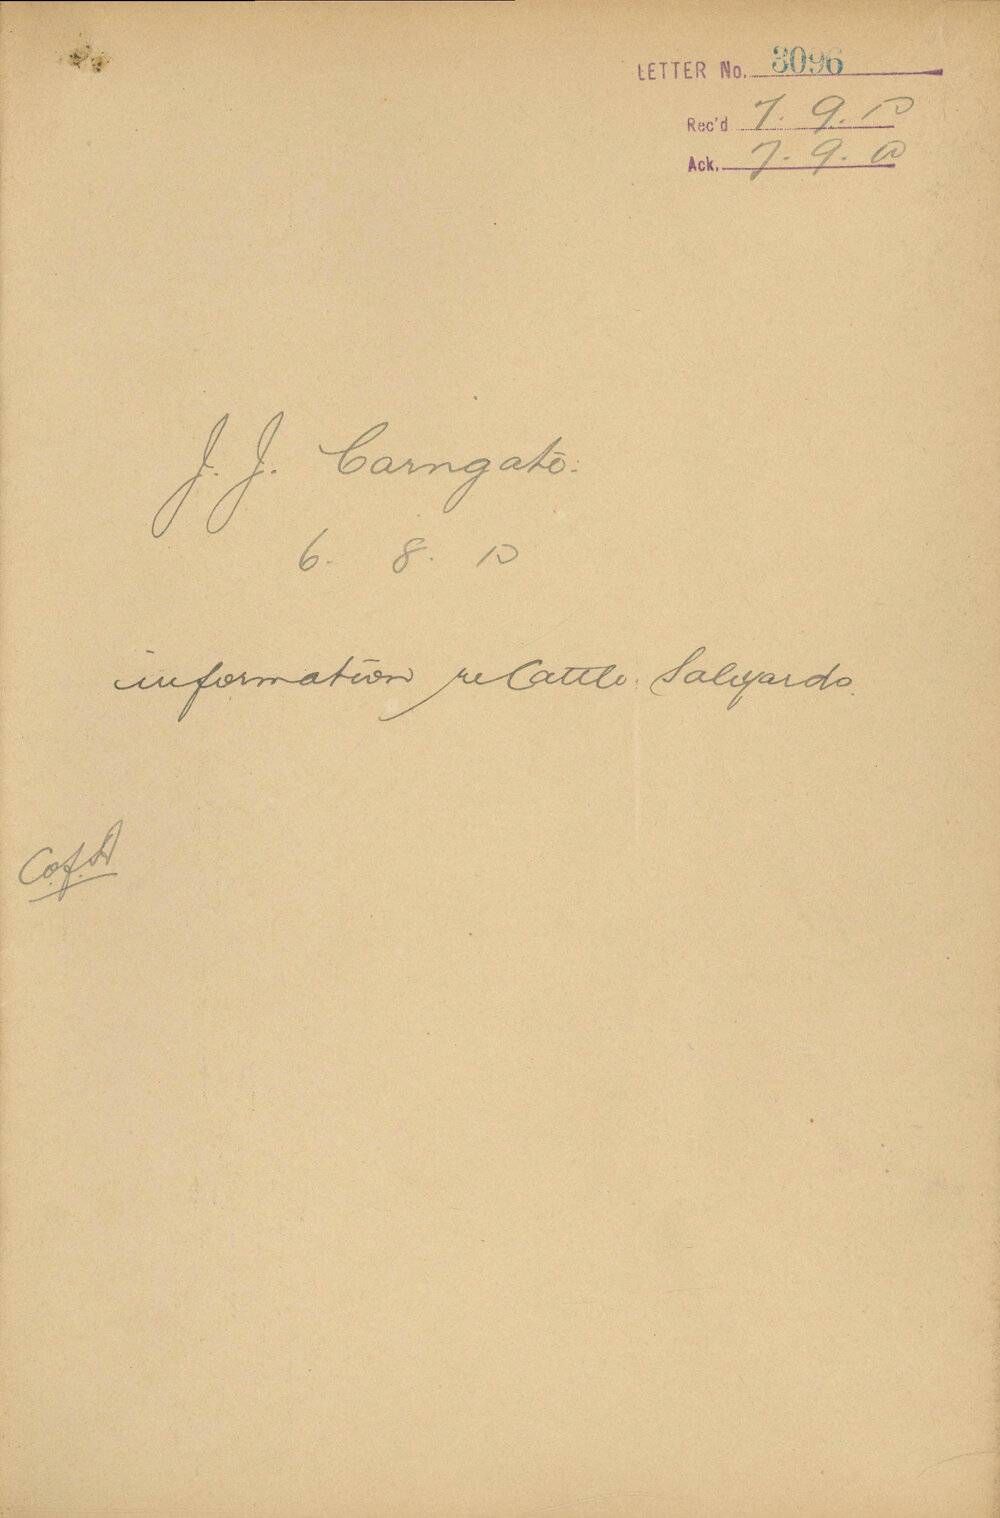 LETTER No. 3096
Rec'd 7. 9. 10
Ack. 7. 9. 10
J. J. Carngato.
6. 8. 10
information re Cattle Saleyards
C.of.A